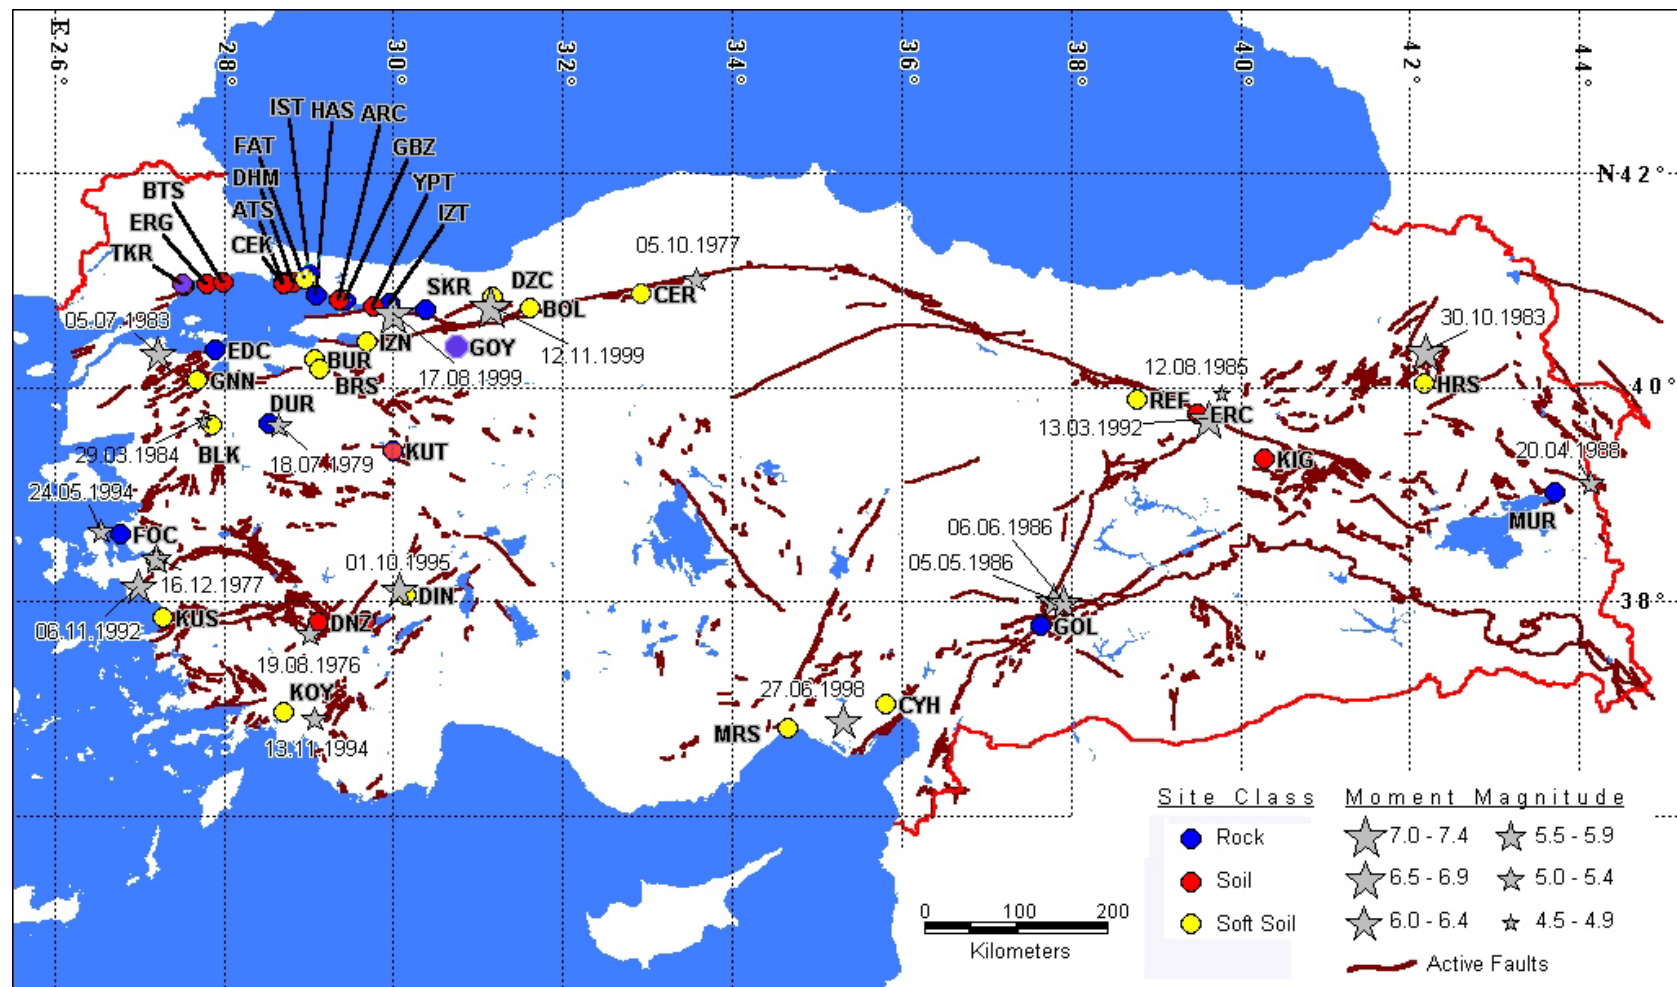 E26°
28°
30°
32°
34°
36°
38°
40°
42°
44°
IST HAS ARC
FAT
GBZ
DHM
YPT
BTS
ATS
IZT
ERG
CEK
TKR
N42°
05.10.1977
SKR
DZC
CER
BOL
05.07.1983
30.10.1983
IZN
GOY
EDC
12.11.1999
BUR
17.08.1999
12.08.1985
GNN
BRS
HRS
40°
DUR
REF
ERC
13.03.1992
29.03.1984
BLK
18.07.1979
KUT
KIG
20.04.1988
24.05.1994
MUR
FOC
06.06.1986
01.10.1995
05.05.1986
16.12.1977
DIN
38°
KUS
DNZ
GOL
06.11.1992
19.08.1976
KOY
27.06.1998
CYH
MRS
13.11.1994
Site Class
Moment Magnitude
Rock
7.0 - 7.4
5.5 - 5.9
Soil
6.5 - 6.9
5.0 - 5.4
Soft Soil
6.0 - 6.4
4.5 - 4.9
0 100 200
Kilometers
Active Faults